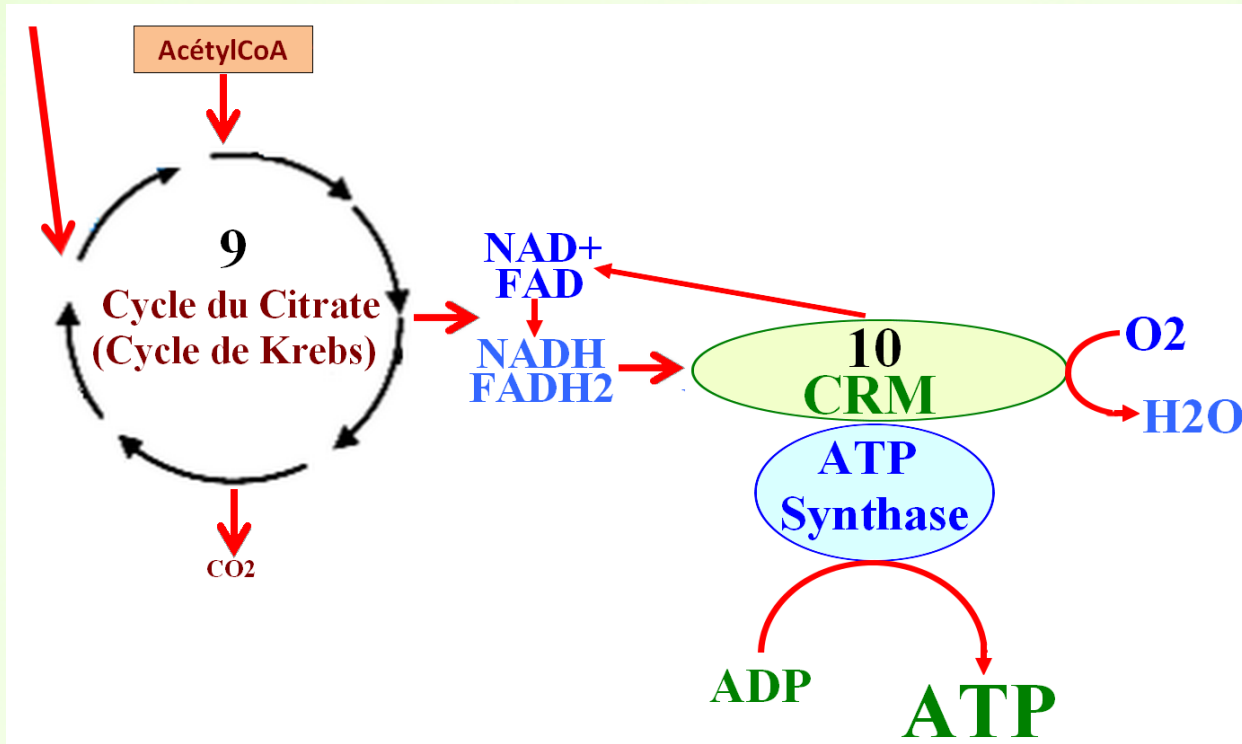 AcétylCoA
9
Cycle du Citrate
(Cycle de Krebs)
CO2
NAD+
FAD
NADH
FADH2
10
CRM
O2
H2O
ATP
Synthase
ADP
ATP